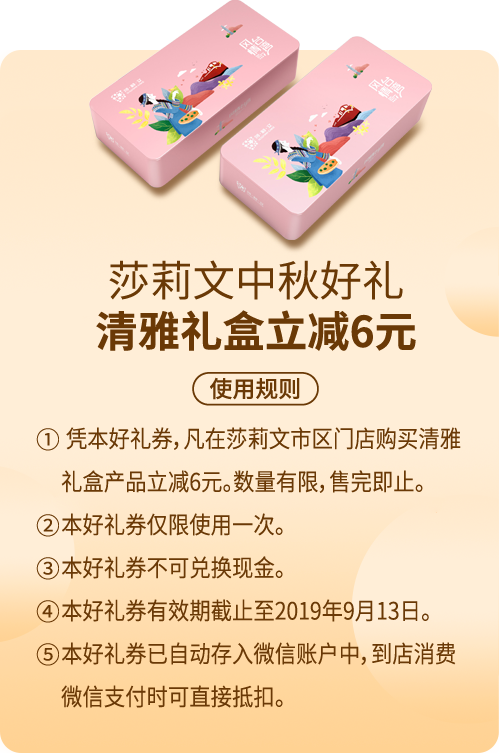 莎莉文中秋好礼
清雅礼盒立减6元
使用规则
① 凭本好礼券，凡在莎莉文市区门店购买清雅
礼盒产品立减6元。数量有限，售完即止。
②本好礼券仅限使用一次。
③本好礼券不可兑换现金。
④本好礼券有效期截止至2019年9月13日。
⑤本好礼券已自动存入微信账户中，到店消费
微信支付时可直接抵扣。